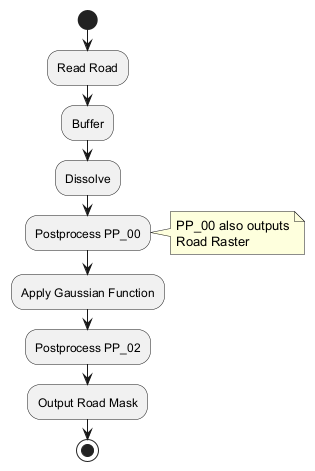 Read Road
Buffer
Dissolve
Postprocess PP_00
PP_00 also outputs
Road Raster
Apply Gaussian Function
Postprocess PP_02
Output Road Mask